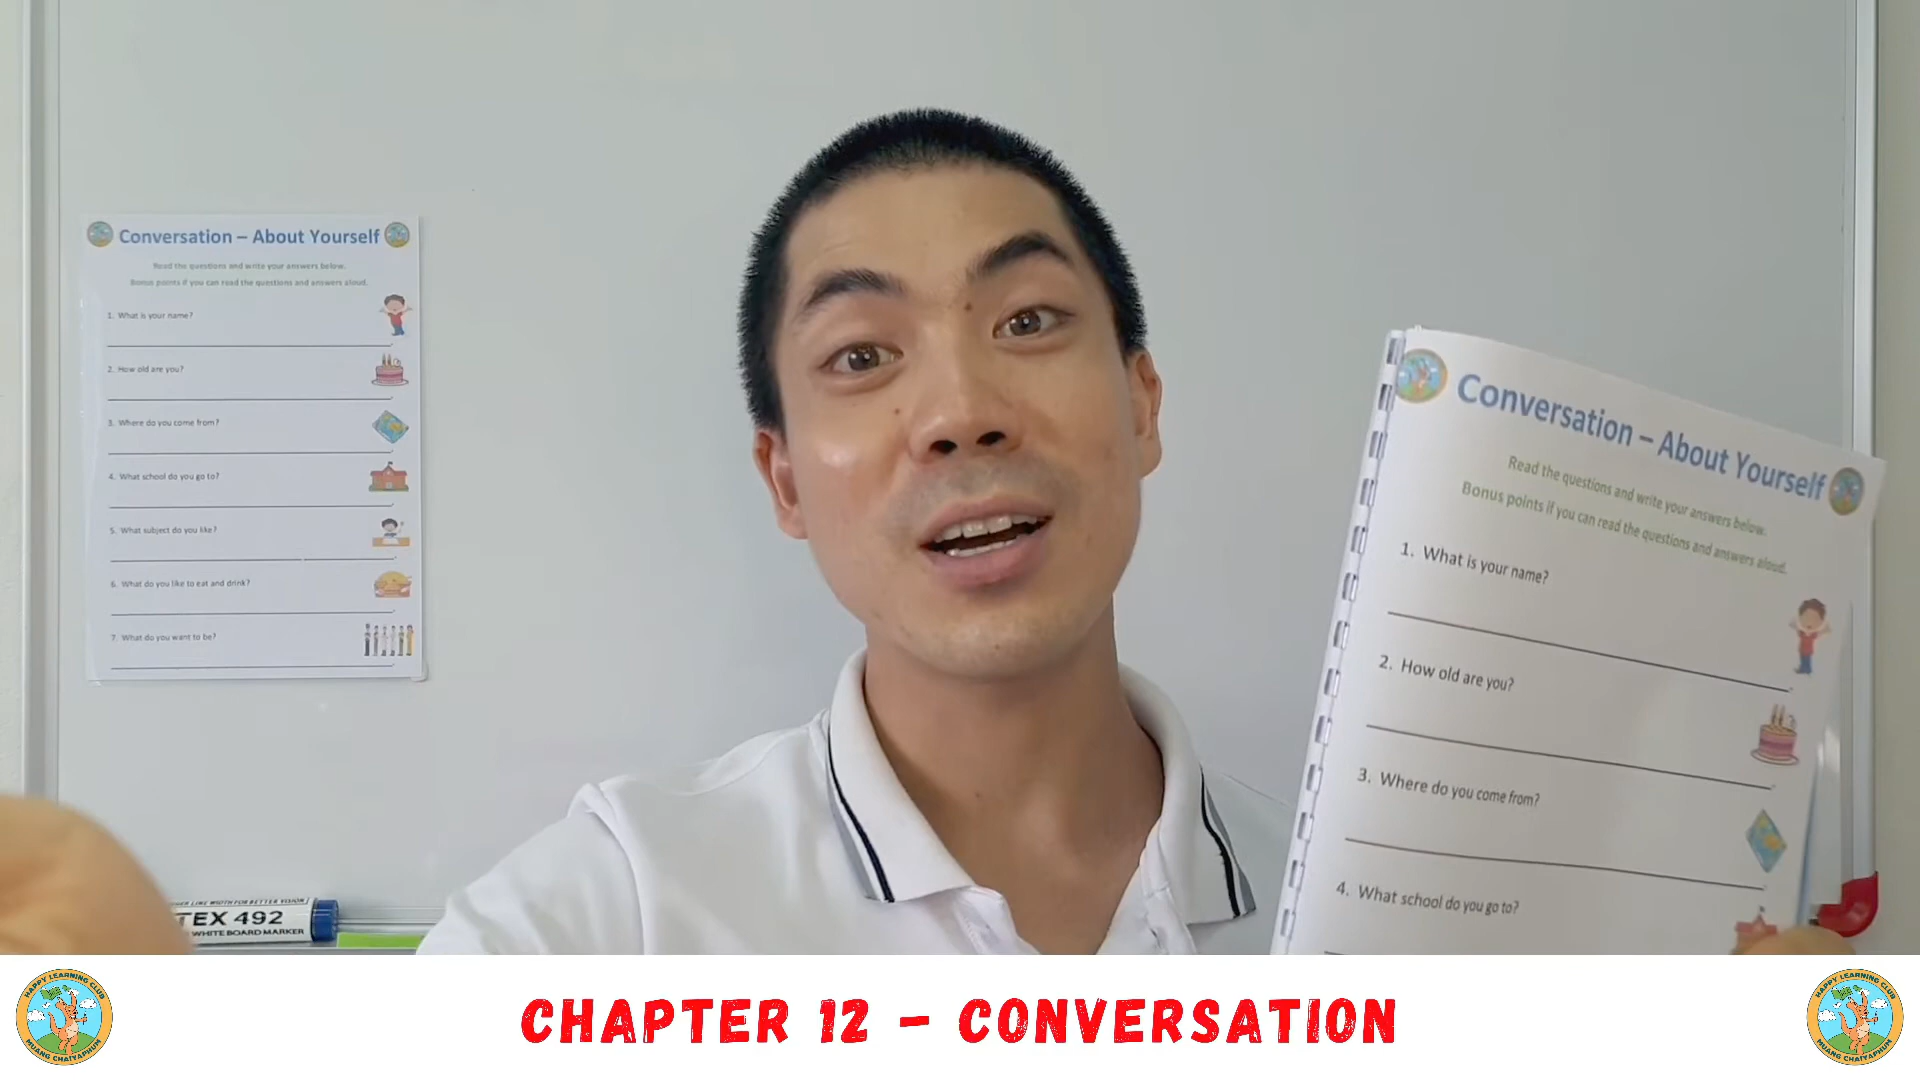 Conversation – About Yourself
Read the questions and write your answers below.
Bonus points if you can read the questions and answers aloud.
1. What is your name?
2. How old are you?
3. Where do you come from?
4. What school do you go to?
5. What subject do you like?
6. What do you like to eat and drink?
7. What do you want to be?
Conversation – About Yourself
Read the questions and write your answers below.
Bonus points if you can read the questions and answers aloud.
1. What is your name?
2. How old are you?
3. Where do you come from?
4. What school do you go to?
LINE WIDTH FOR BETTER VISION
TEX 492
WHITE BOARD MARKER
HAPPY LEARNING CLUB
MUANG CHAIYAPHUM
CHAPTER 12 – CONVERSATION
HAPPY LEARNING CLUB
MUANG CHAIYAPHUM